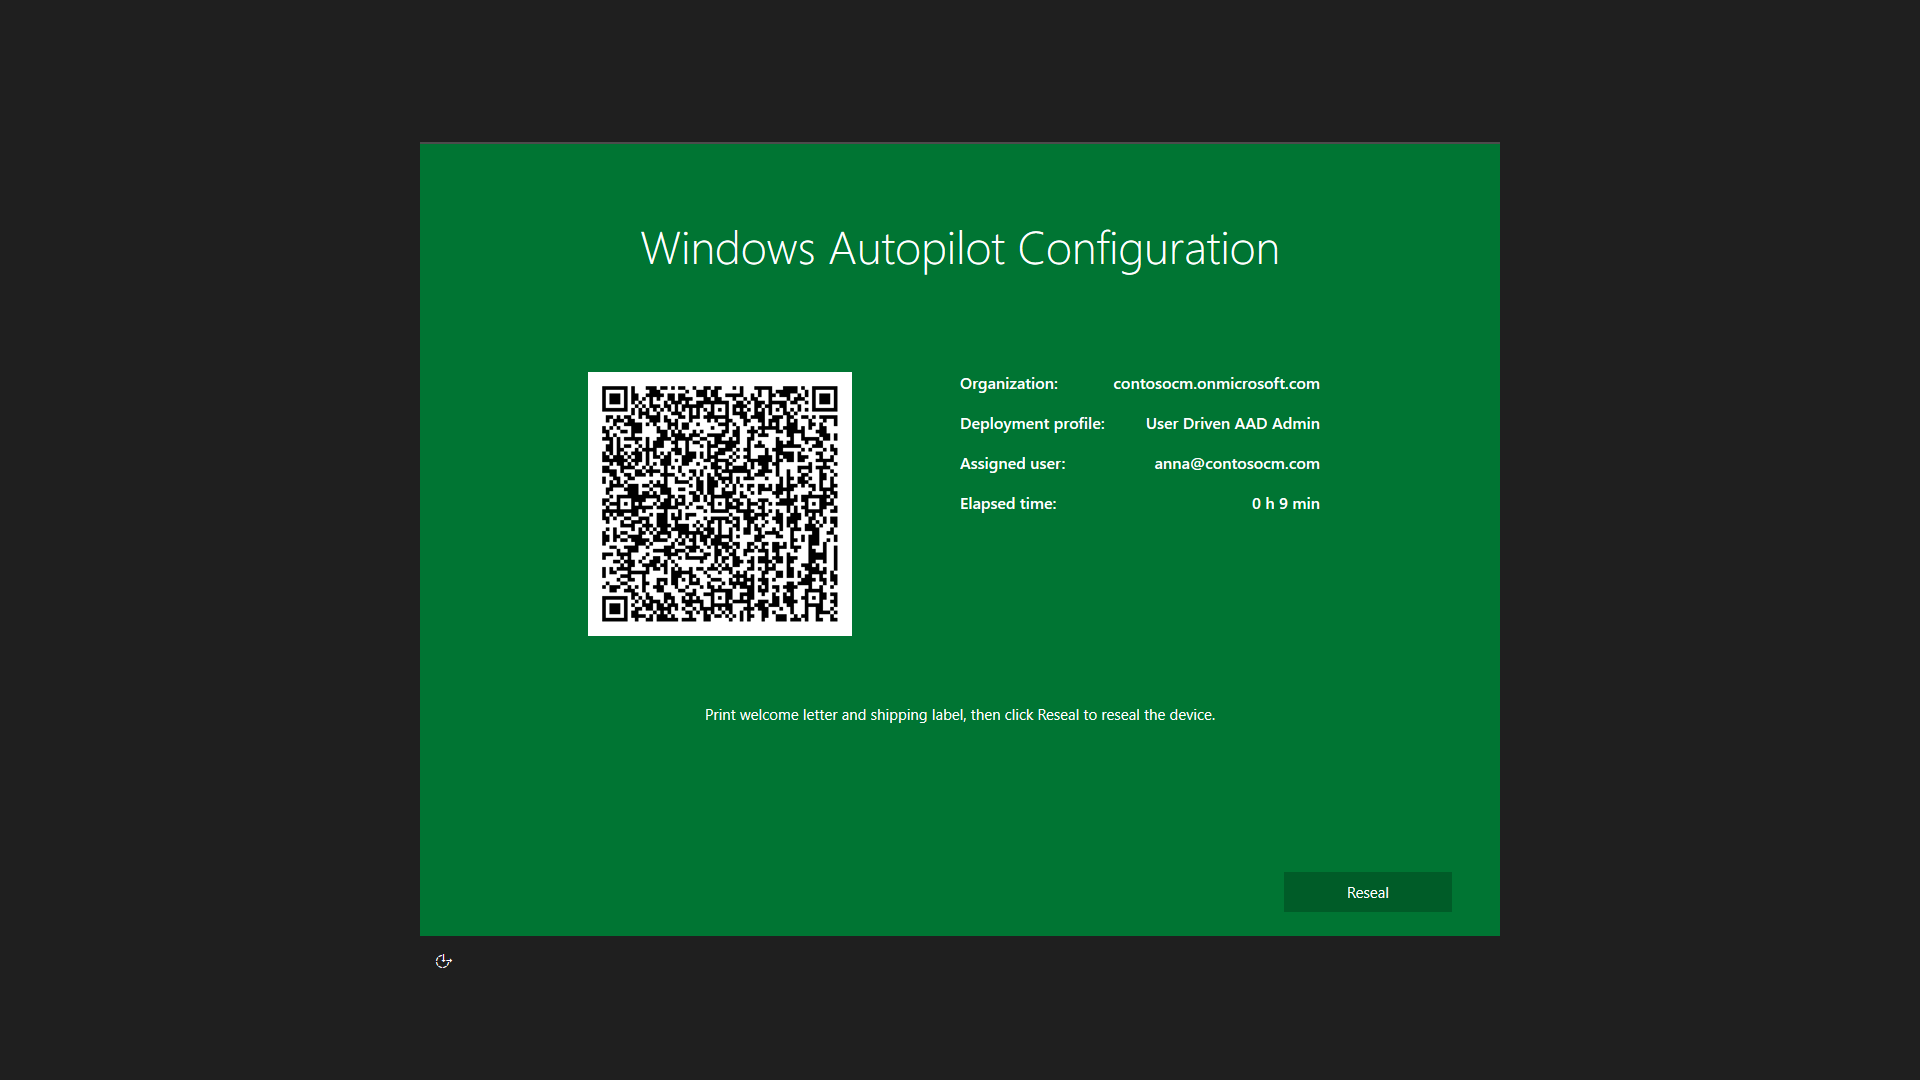 Windows Autopilot Configuration
Organization: contosocm.onmicrosoft.com
Deployment profile: User Driven AAD Admin
Assigned user: anna@contosocm.com
Elapsed time: 0 h 9 min
Print welcome letter and shipping label, then click Reseal to reseal the device.
Reseal